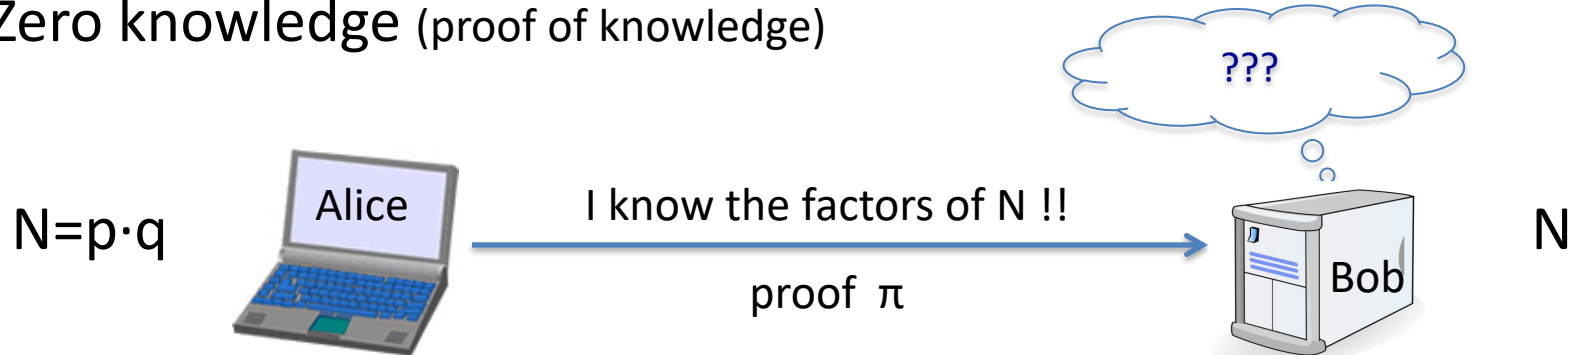 Zero knowledge (proof of knowledge)
???
N=p·q
Alice
I know the factors of N !!
proof π
Bob
N